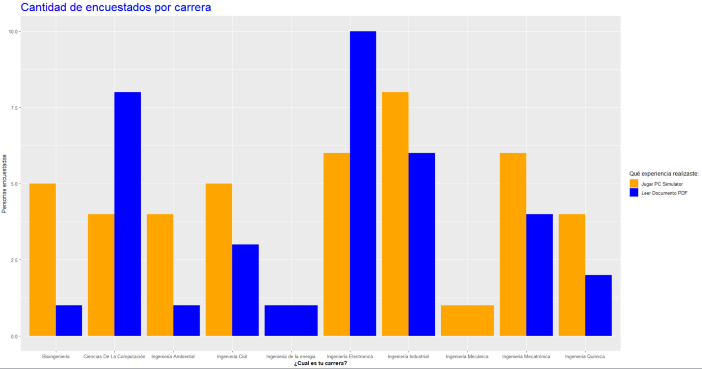 Cantidad de encuestados por carrera
Personas encuestadas
10.0
7.5
5.0
2.5
0.0
Bioingeniería
Ciencias De La Computación
Ingeniería Ambiental
Ingeniería Civil
Ingeniería de la energía
Ingeniería Electrónica
Ingeniería Industrial
Ingeniería Mecánica
Ingeniería Mecatrónica
Ingeniería Química
¿Cual es tu carrera?
Qué experiencia realizaste:
Jugar PC Simulator
Leer Documento PDF